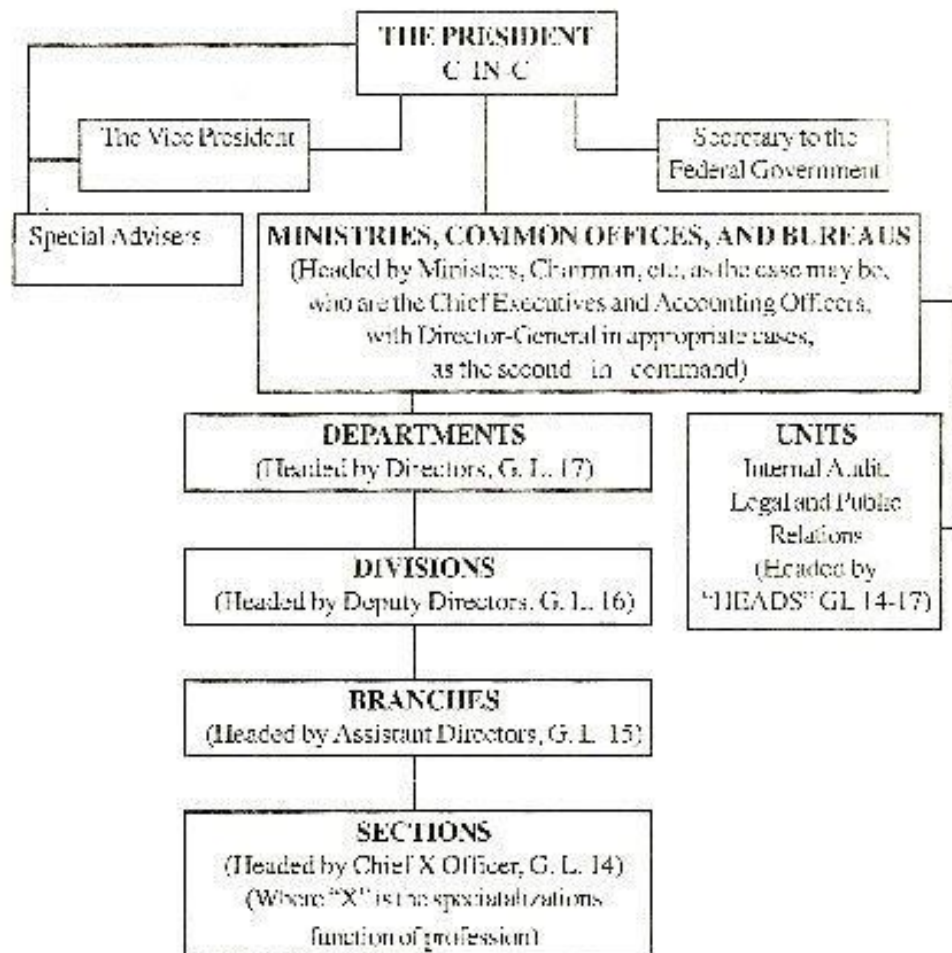 THE PRESIDENT
C IN C
The Vice President
Secretary to the
Federal Government
Special Advisers
MINISTRIES, COMMON OFFICES, AND BUREAUS
(Headed by Ministers, Chairman, etc, as the case may be,
who are the Chief Executives and Accounting Officers,
with Director-General in appropriate cases,
as the second - in - command)
DEPARTMENTS
(Headed by Directors, G. L. 17)
UNITS
Internal Audit,
Legal and Public
Relations
(Headed by
"HEADS" GL 14-17)
DIVISIONS
(Headed by Deputy Directors, G. L. 16)
BRANCHES
(Headed by Assistant Directors, G. L. 15)
SECTIONS
(Headed by Chief X Officer, G. L. 14)
(Where "X" is the speciatalizations
function of profession)